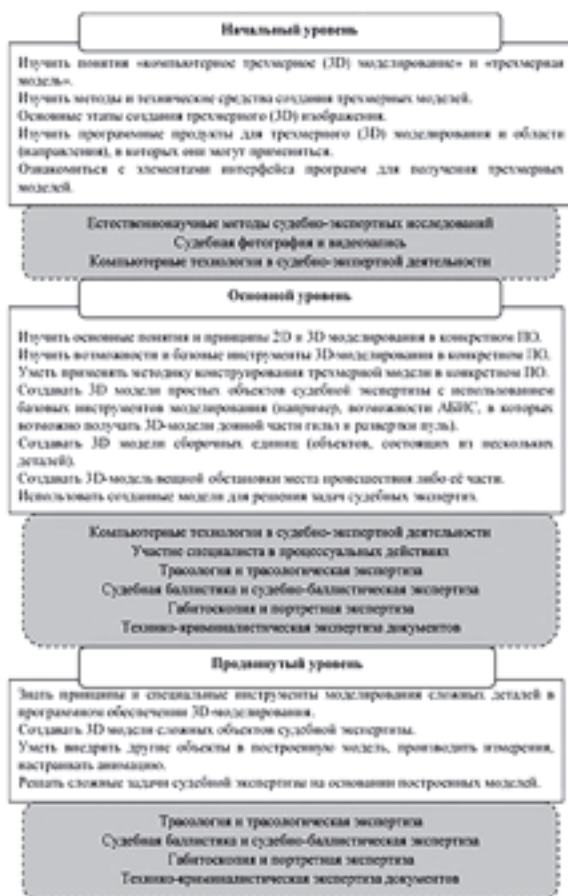 Начальный уровень
Изучить понятия «компьютерное трехмерное (3D) моделирование» и «трехмерная
модель».
Изучить методы и технические средства создания трехмерных моделей.
Основные этапы создания трехмерного (3D) изображения.
Изучить программные продукты для трехмерного (3D) моделирования и области
(направления), в которых они могут применяться.
Ознакомиться с элементами интерфейса программ для получения трехмерных
моделей.
Естественнонаучные методы судебно-экспертных исследований
Судебная фотография и видеозапись
Компьютерные технологии в судебно-экспертной деятельности
Основной уровень
Изучить основные понятия и принципы 2D и 3D моделирования в конкретном ПО.
Изучить возможности и базовые инструменты 3D-моделирования в конкретном ПО.
Уметь применять методику конструирования трехмерной модели в конкретном ПО.
Создавать 3D модели простых объектов судебной экспертизы с использованием
базовых инструментов моделирования (например, возможности АБИС, в которых
возможно получать 3D-модели донной части гильз и развертки пуль).
Создавать 3D модели сборочных единиц (объектов, состоящих из нескольких
деталей).
Создавать 3D-модель вещной обстановки места происшествия либо её части.
Использовать созданные модели для решения задач судебных экспертиз.
Компьютерные технологии в судебно-экспертной деятельности
Участие специалиста в процессуальных действиях
Трасология и трасологическая экспертиза
Судебная баллистика и судебно-баллистическая экспертиза
Габитоскопия и портретная экспертиза
Технико-криминалистическая экспертиза документов
Продвинутый уровень
Знать принципы и специальные инструменты моделирования сложных деталей в
программном обеспечении 3D-моделирования.
Создавать 3D модели сложных объектов судебной экспертизы.
Уметь внедрять другие объекты в построенную модель, производить измерения,
настраивать анимацию.
Решать сложные задачи судебной экспертизы на основании построенных моделей.
Трасология и трасологическая экспертиза
Судебная баллистика и судебно-баллистическая экспертиза
Габитоскопия и портретная экспертиза
Технико-криминалистическая экспертиза документов